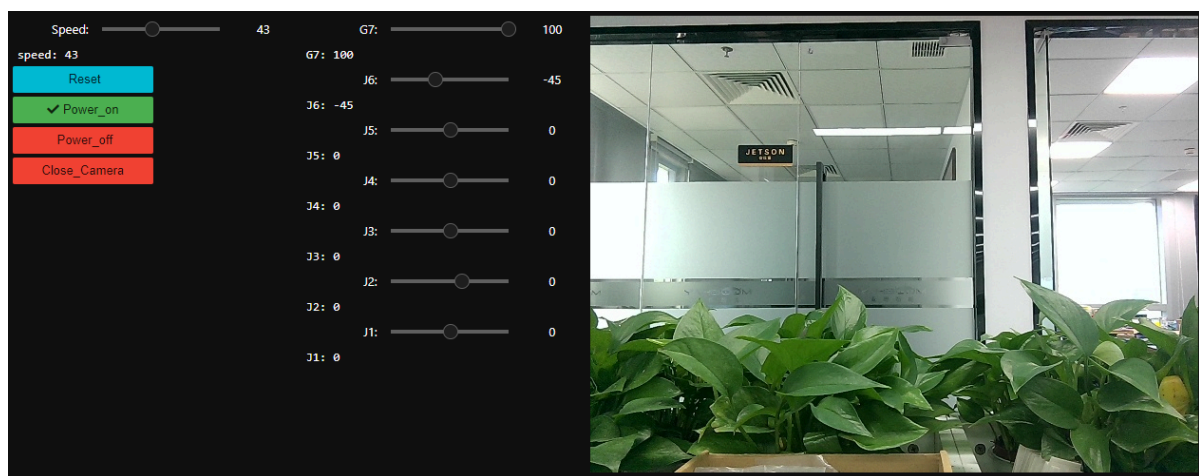 Speed: 43
speed: 43
Reset
Power_on
Power_off
Close_Camera
G7: 100
G7: 100
J6: -45
J6: -45
J5: 0
J5: 0
J4: 0
J4: 0
J3: 0
J3: 0
J2: 0
J2: 0
J1: 0
J1: 0
JETSON